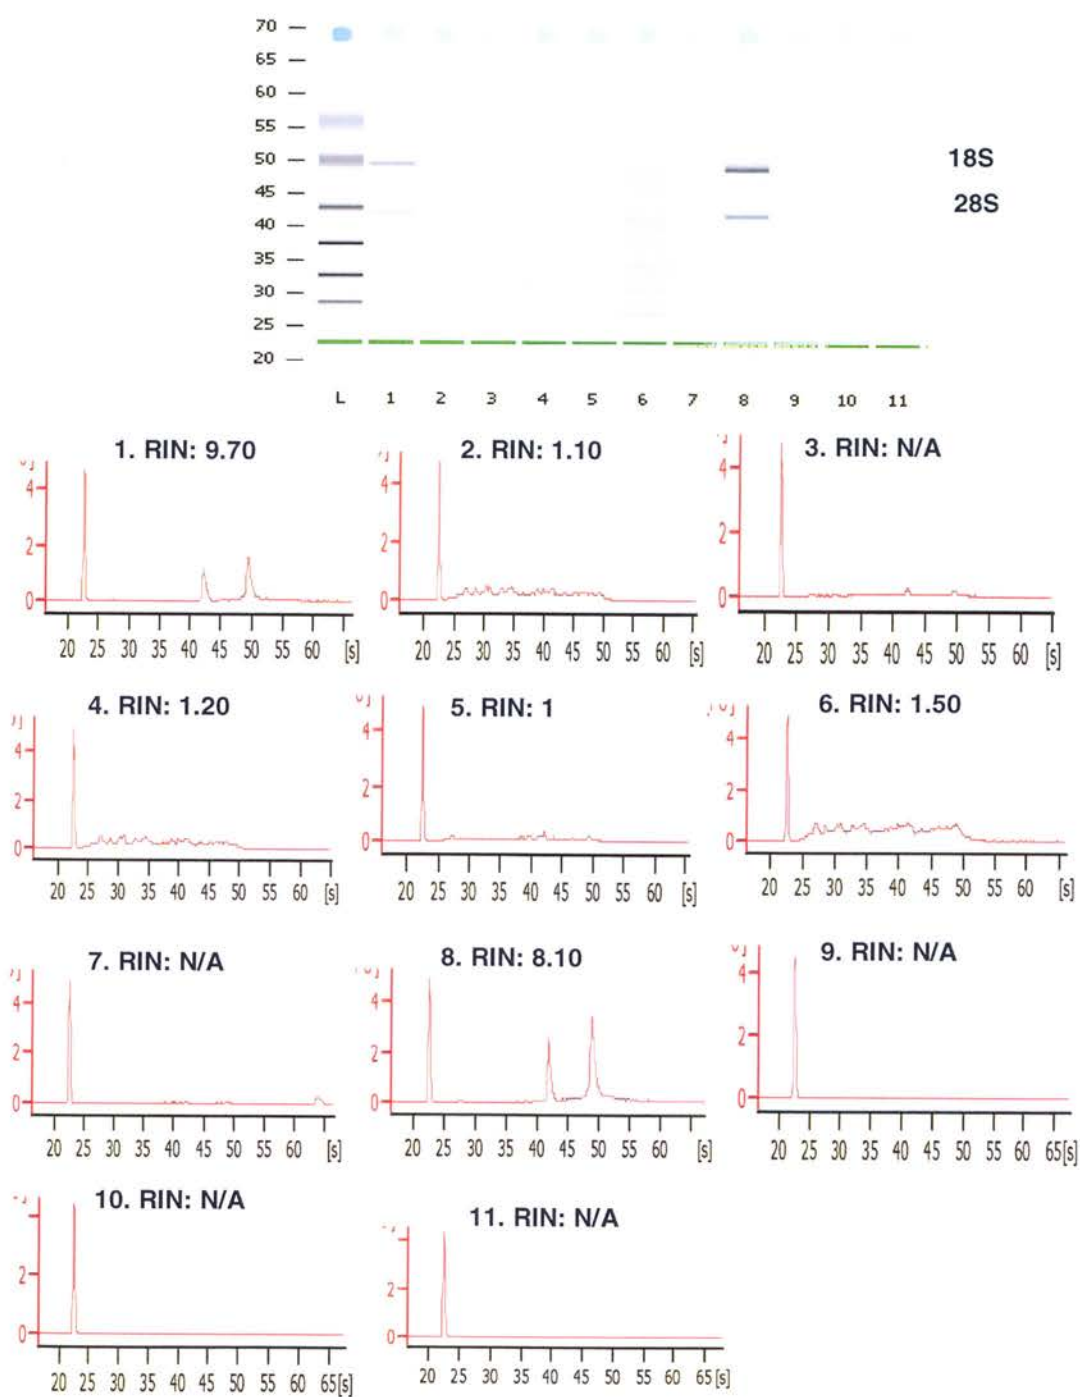 70
65
60
55
50
45
40
35
30
25
20
18S
28S
L 1 2 3 4 5 6 7 8 9 10 11
1. RIN: 9.70
4
2
0
20 25 30 35 40 45 50 55 60 [s]
2. RIN: 1.10
4
2
0
20 25 30 35 40 45 50 55 60 [s]
3. RIN: N/A
4
2
0
20 25 30 35 40 45 50 55 60 [s]
4. RIN: 1.20
4
2
0
20 25 30 35 40 45 50 55 60 [s]
5. RIN: 1
4
2
0
20 25 30 35 40 45 50 55 60 [s]
6. RIN: 1.50
4
2
0
20 25 30 35 40 45 50 55 60 [s]
7. RIN: N/A
4
2
0
20 25 30 35 40 45 50 55 60 [s]
8. RIN: 8.10
4
2
0
20 25 30 35 40 45 50 55 60 65 [s]
9. RIN: N/A
4
2
0
20 25 30 35 40 45 50 55 60 65 [s]
10. RIN: N/A
2
0
20 25 30 35 40 45 50 55 60 65 [s]
11. RIN: N/A
4
2
0
20 25 30 35 40 45 50 55 60 65 [s]